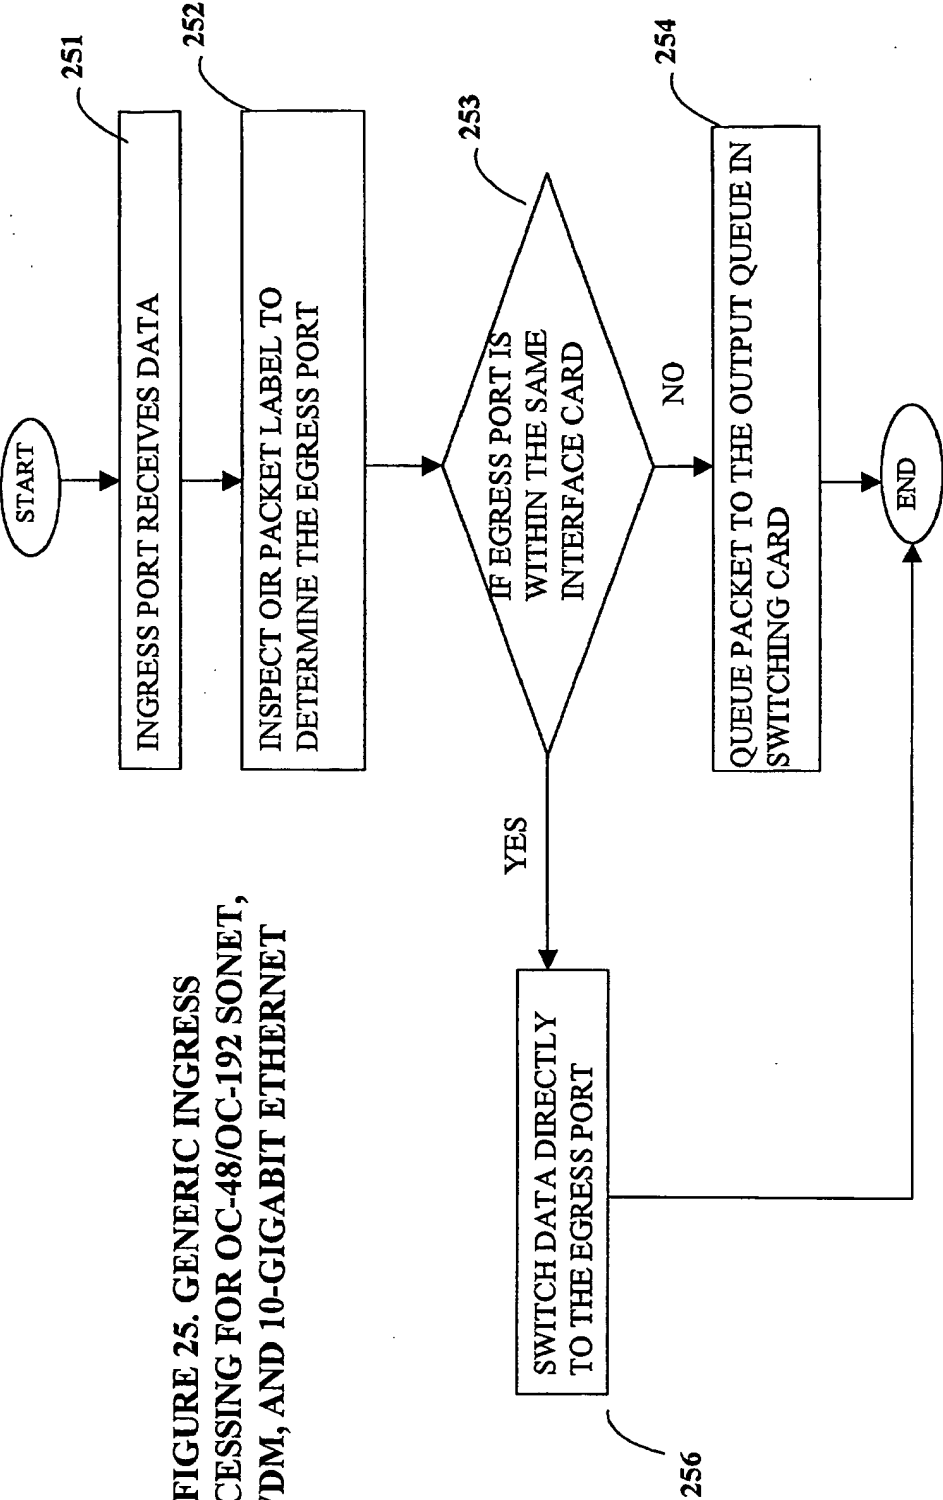 START
251
INGRESS PORT RECEIVES DATA
252
INSPECT OIR PACKET LABEL TO
DETERMINE THE EGRESS PORT
253
IF EGRESS PORT IS
WITHIN THE SAME
INTERFACE CARD
YES
NO
254
QUEUE PACKET TO THE OUTPUT QUEUE IN
SWITCHING CARD
SWITCH DATA DIRECTLY
TO THE EGRESS PORT
256
END
FIGURE 25. GENERIC INGRESS
CESSING FOR OC-48/OC-192 SONET,
DM, AND 10-GIGABIT ETHERNET